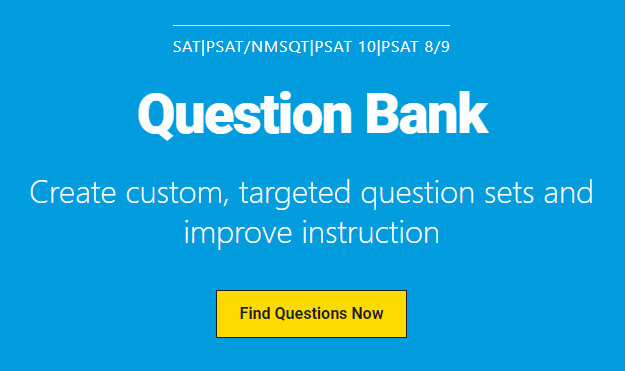 SAT|PSAT/NMSQT|PSAT 10|PSAT 8/9
Question Bank
Create custom, targeted question sets and
improve instruction
Find Questions Now